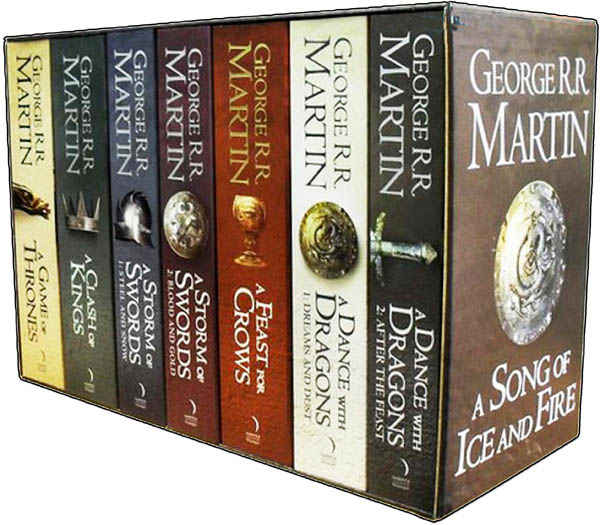 GEORGE R.R.
MARTIN
A GAME OF
THRONES
GEORGE R.R.
MARTIN
A CLASH OF
KINGS
GEORGE R.R.
MARTIN
A STORM OF
SWORDS
1: STEEL AND SNOW
GEORGE R.R.
MARTIN
A STORM OF
SWORDS
2: BLOOD AND GOLD
GEORGE R.R.
MARTIN
A FEAST FOR
CROWS
GEORGE R.R.
MARTIN
A DANCE WITH
DRAGONS
1: DREAMS AND DUST
GEORGE R.R.
MARTIN
A DANCE WITH
DRAGONS
2: AFTER THE FEAST
GEORGE R.R.
MARTIN
A SONG OF
ICE AND FIRE